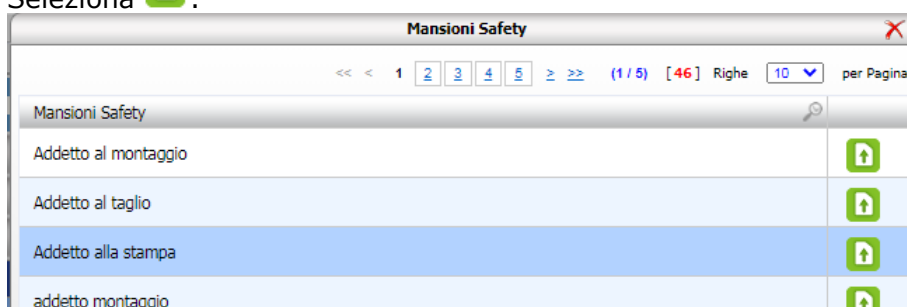 Seleziona .
Mansioni Safety
<< < 1 2 3 4 5 > >> (1 / 5) [46] Righe 10 per Pagina
Mansioni Safety
Addetto al montaggio
Addetto al taglio
Addetto alla stampa
addetto montaggio